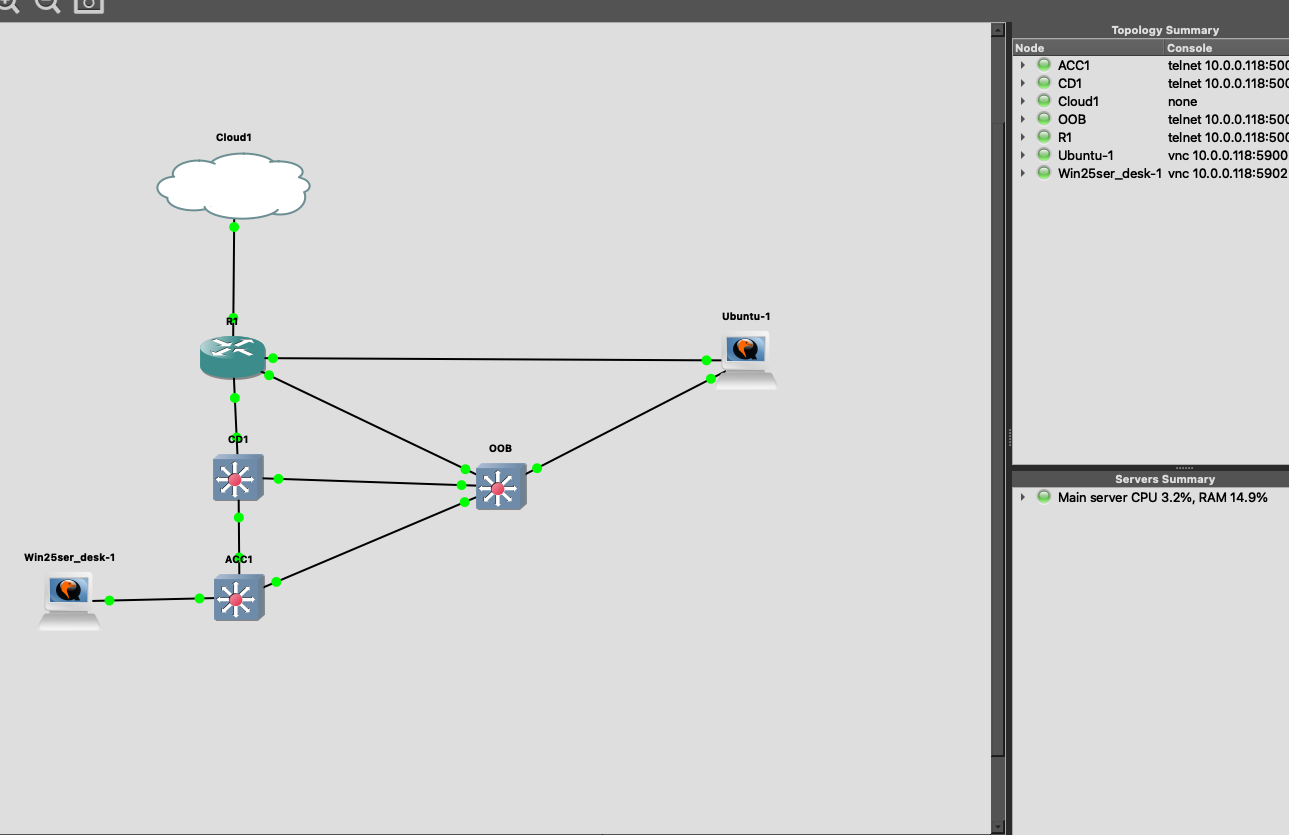 Cloud1
R1
Ubuntu-1
CD1
OOB
Win25ser_desk-1
ACC1
Topology Summary
Node Console
ACC1 telnet 10.0.0.118:500
CD1 telnet 10.0.0.118:500
Cloud1 none
OOB telnet 10.0.0.118:500
R1 telnet 10.0.0.118:500
Ubuntu-1 vnc 10.0.0.118:5900
Win25ser_desk-1 vnc 10.0.0.118:5902
Servers Summary
Main server CPU 3.2%, RAM 14.9%